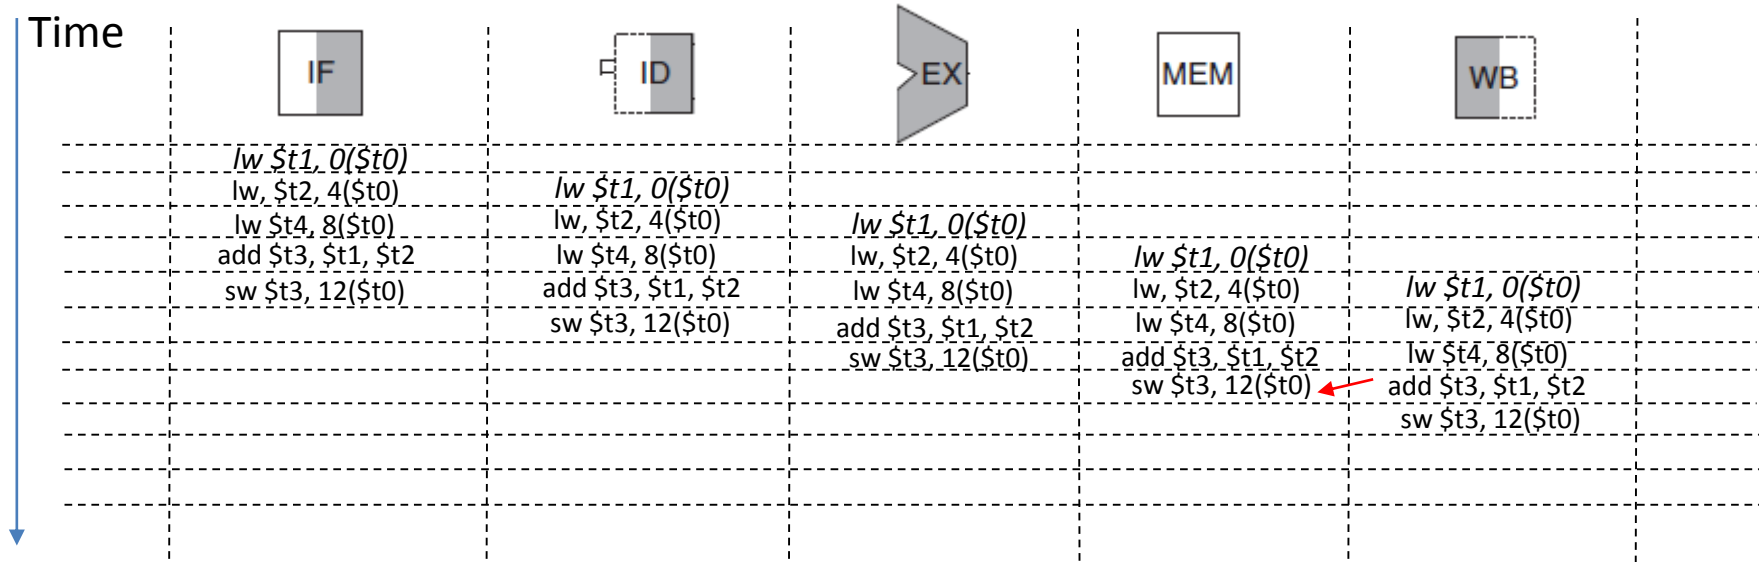 Time
IF ID EX MEM WB
lw $t1, 0($t0)
lw, $t2, 4($t0) lw $t1, 0($t0)
lw $t4, 8($t0) lw, $t2, 4($t0) lw $t1, 0($t0)
add $t3, $t1, $t2 lw $t4, 8($t0) lw, $t2, 4($t0) lw $t1, 0($t0)
sw $t3, 12($t0) add $t3, $t1, $t2 lw $t4, 8($t0) lw, $t2, 4($t0) lw $t1, 0($t0)
sw $t3, 12($t0) add $t3, $t1, $t2 lw $t4, 8($t0) lw, $t2, 4($t0)
sw $t3, 12($t0) add $t3, $t1, $t2 lw $t4, 8($t0)
sw $t3, 12($t0) add $t3, $t1, $t2
sw $t3, 12($t0)